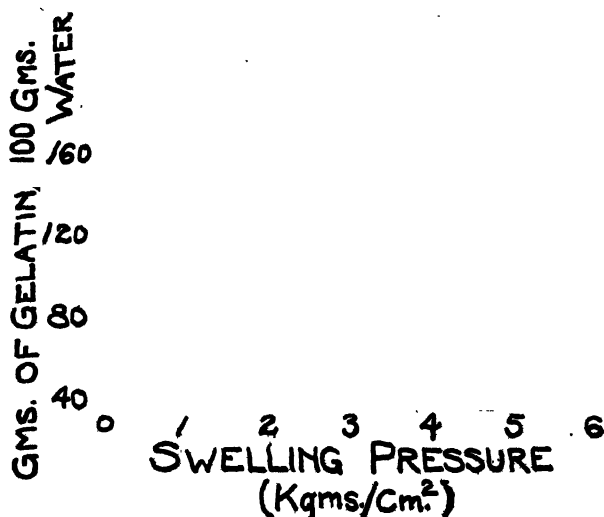 GMS. OF GELATIN, 100 GMS.
WATER
160
120
80
40
0 1 2 3 4 5 6
SWELLING PRESSURE
(Kgms./Cm.²)